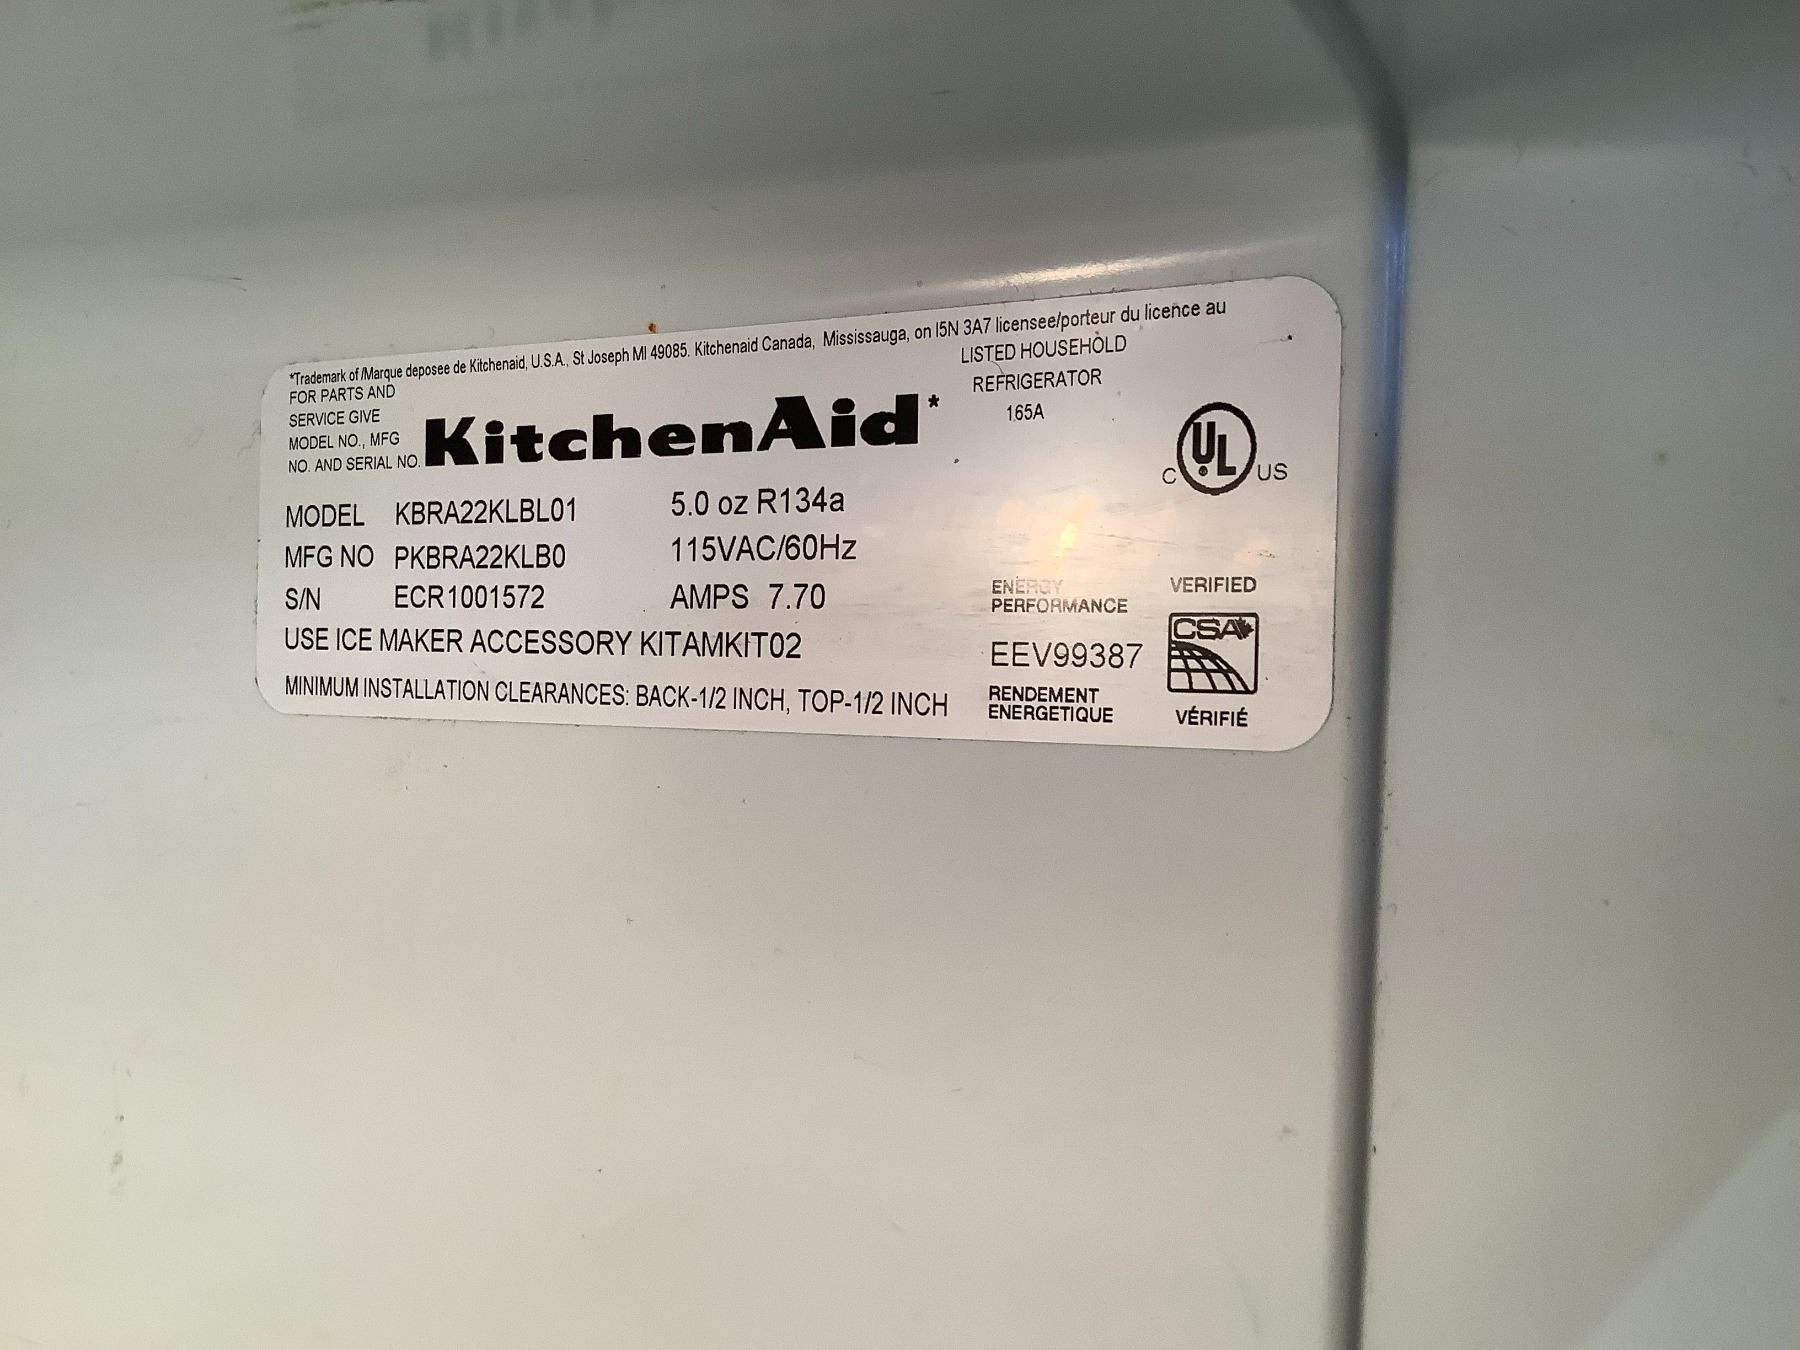 *Trademark of /Marque deposee de Kitchenaid, U.S.A., St Joseph MI 49085. Kitchenaid Canada, Mississauga, on l5N 3A7 licensee/porteur du licence au
FOR PARTS AND
SERVICE GIVE
MODEL NO., MFG
NO. AND SERIAL NO.
KitchenAid*
LISTED HOUSEHOLD
REFRIGERATOR
165A
C UL US
MODEL KBRA22KLBL01 5.0 oz R134a
MFG NO PKBRA22KLB0 115VAC/60Hz
S/N ECR1001572 AMPS 7.70
USE ICE MAKER ACCESSORY KITAMKIT02
MINIMUM INSTALLATION CLEARANCES: BACK-1/2 INCH, TOP-1/2 INCH
ENERGY
PERFORMANCE
EEV99387
RENDEMENT
ENERGETIQUE
VERIFIED
CSA
VÉRIFIÉ